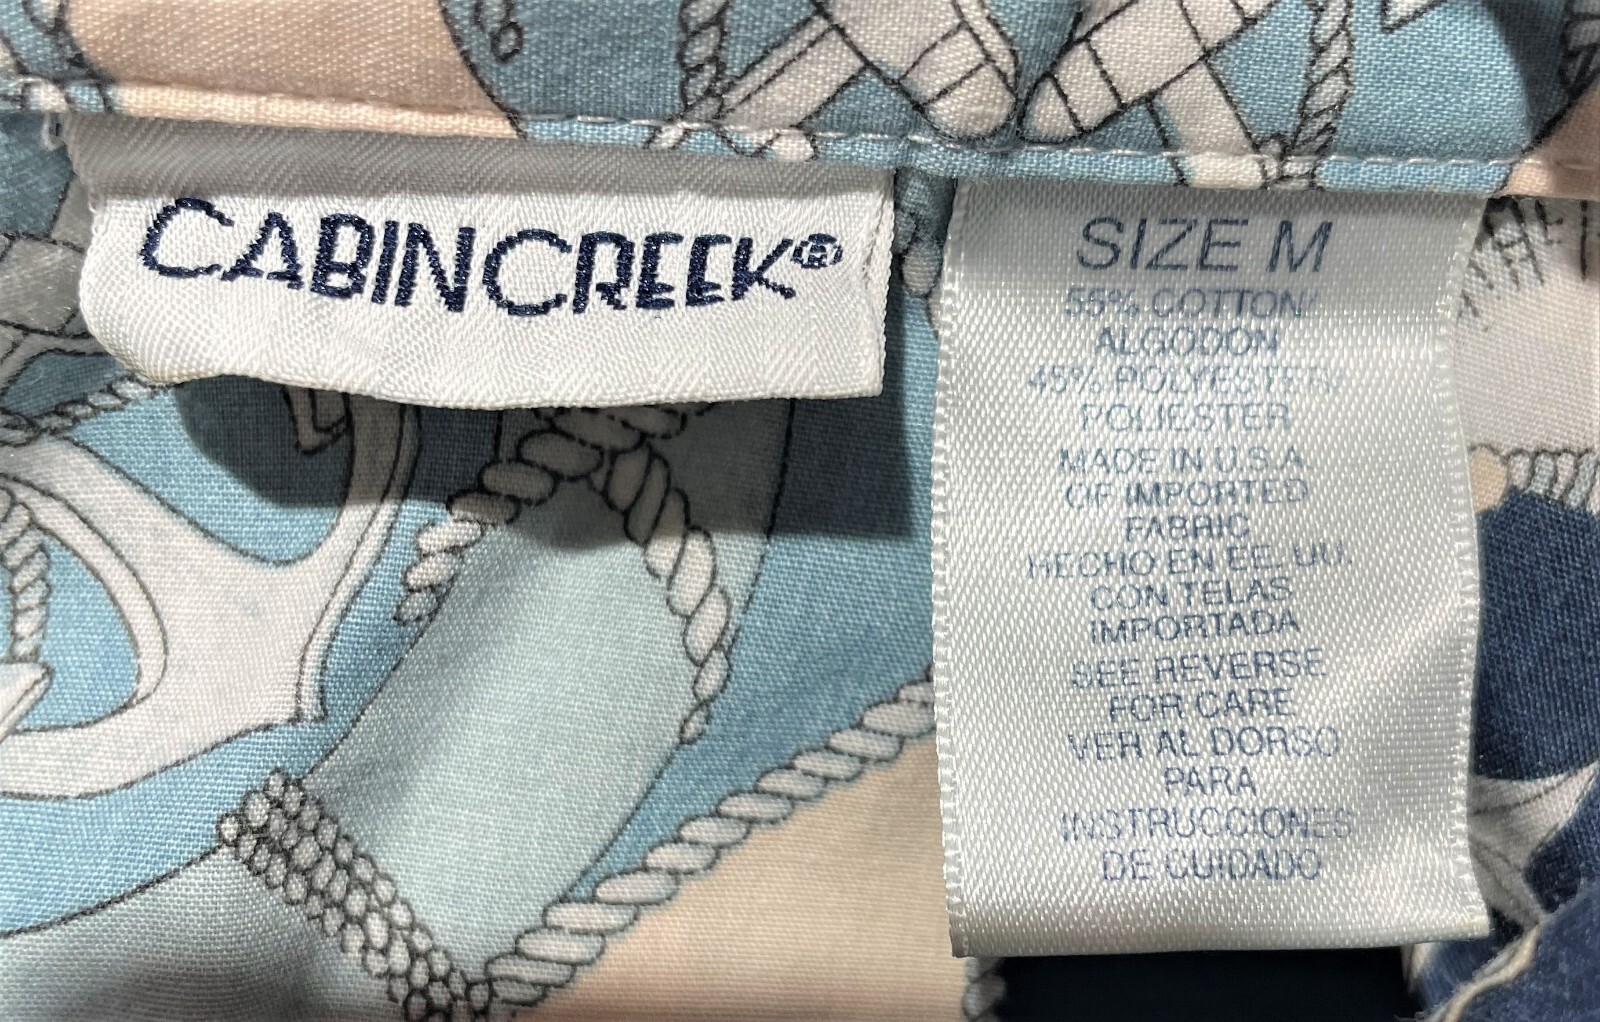 CABIN CREEK®
SIZE M
55% COTTON/
ALGODON
45% POLYESTER/
POLIESTER
MADE IN U.S.A
OF IMPORTED
FABRIC
HECHO EN EE. UU.
CON TELAS
IMPORTADA
SEE REVERSE
FOR CARE
VER AL DORSO
PARA
INSTRUCCIONES
DE CUIDADO